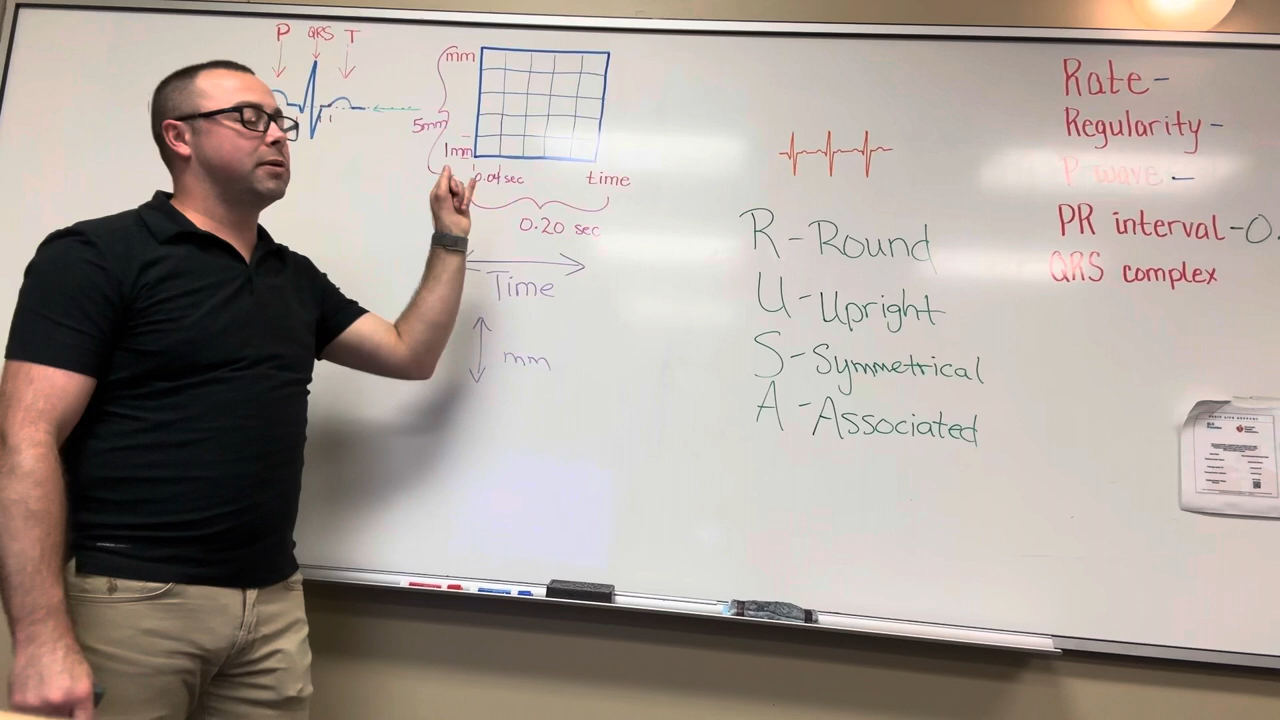 P QRS T
mm
5mm
1mm
0.04sec
time
0.20 sec
Time
mm
R-Round
U-Upright
S-Symmetrical
A-Associated
Rate-
Regularity-
P wave-
PR interval-0.
QRS complex